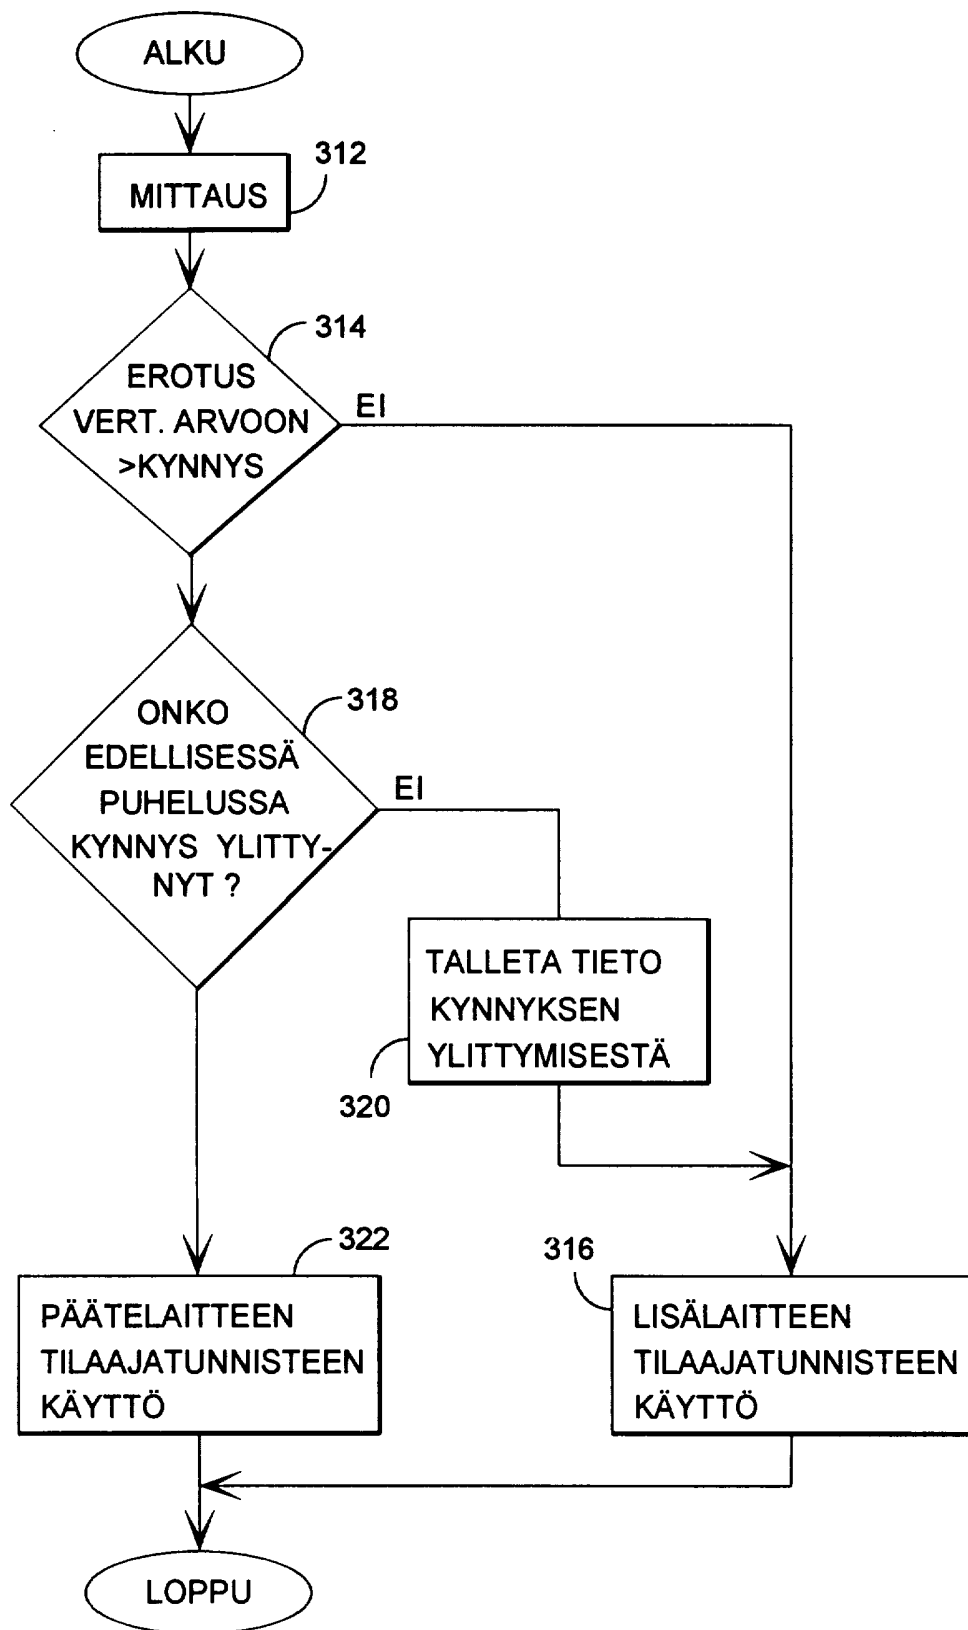 ALKU
312
MITTAUS
314
EROTUS
VERT. ARVOON
>KYNNYS
EI
318
ONKO
EDELLISESSÄ
PUHELUSSA
KYNNYS YLITTY-
NYT ?
EI
TALLETA TIETO
KYNNYKSEN
YLITTYMISESTÄ
320
322
PÄÄTELAITTEEN
TILAAJATUNNISTEEN
KÄYTTÖ
316
LISÄLAITTEEN
TILAAJATUNNISTEEN
KÄYTTÖ
LOPPU